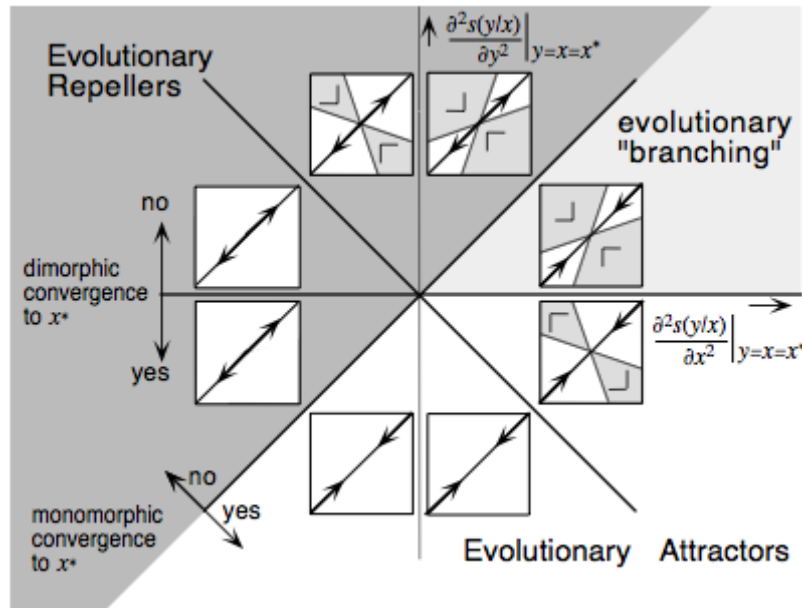 Evolutionary
Repellers
∂²s(y/x)
∂y² | y=x=x*
evolutionary
"branching"
no
dimorphic
convergence
to x*
yes
∂²s(y/x)
∂x² | y=x=x*
no
yes
monomorphic
convergence
to x*
Evolutionary Attractors